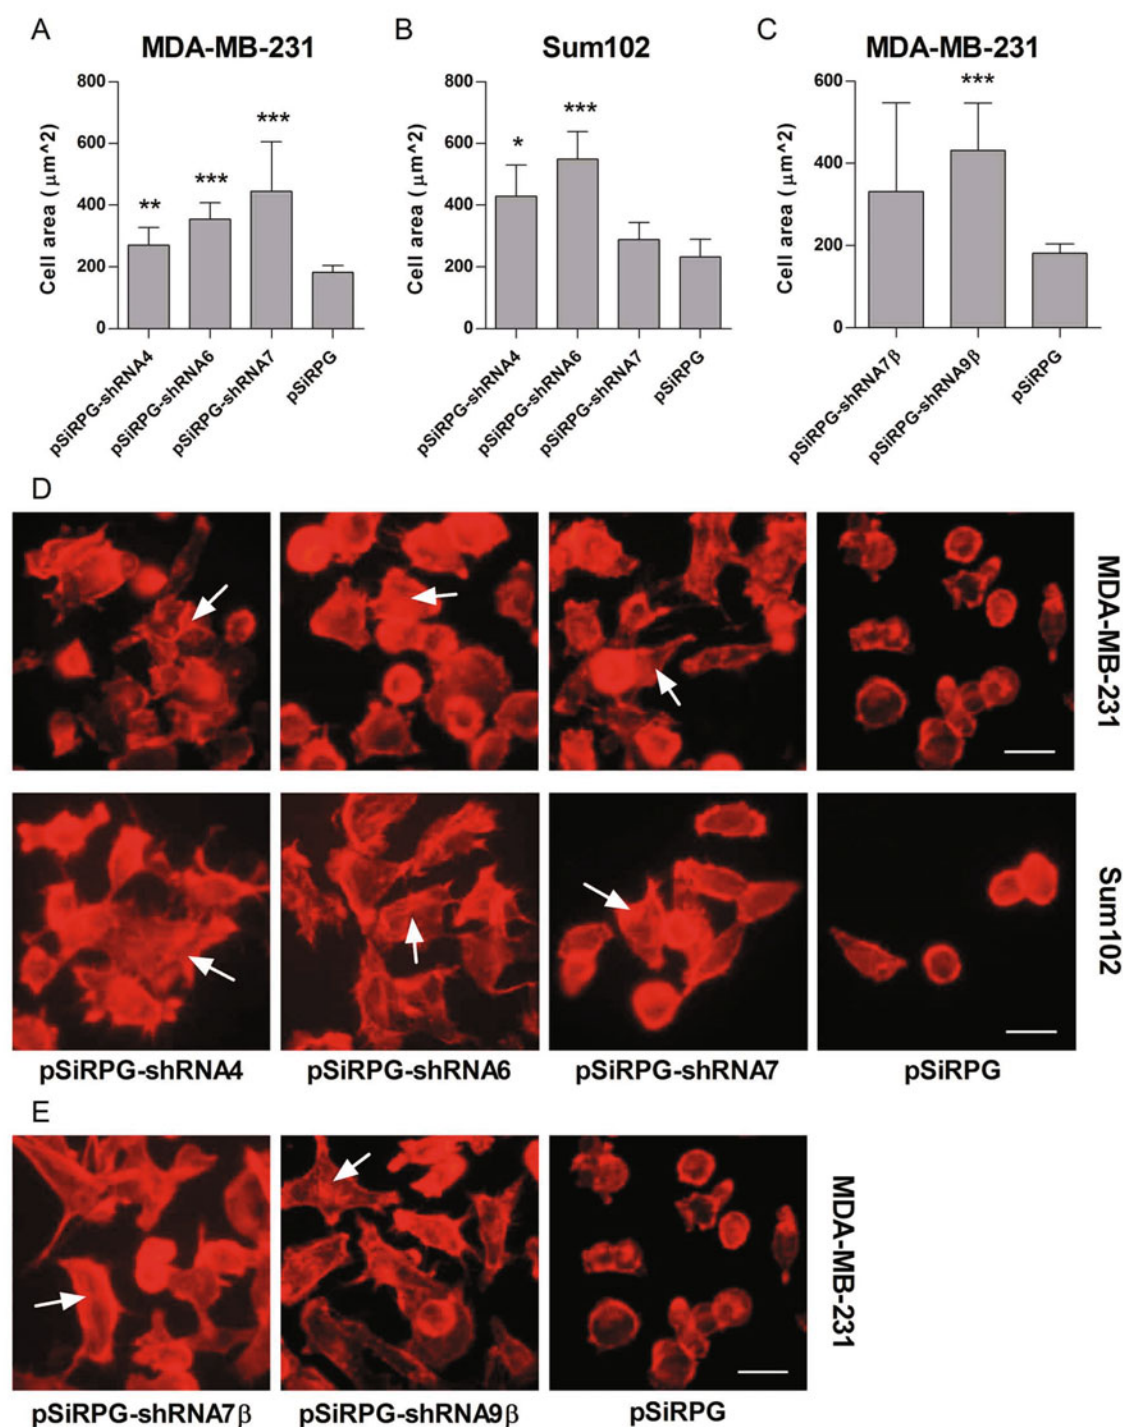 A
MDA-MB-231
Cell area ( μm^2)
800
600
400
200
0
**
***
***
pSiRPG-shRNA4
pSiRPG-shRNA6
pSiRPG-shRNA7
pSiRPG
B
Sum102
Cell area ( μm^2)
800
600
400
200
0
*
***
pSiRPG-shRNA4
pSiRPG-shRNA6
pSiRPG-shRNA7
pSiRPG
C
MDA-MB-231
Cell area ( μm^2)
600
400
200
0
***
pSiRPG-shRNA7β
pSiRPG-shRNA9β
pSiRPG
D
MDA-MB-231
Sum102
pSiRPG-shRNA4
pSiRPG-shRNA6
pSiRPG-shRNA7
pSiRPG
E
MDA-MB-231
pSiRPG-shRNA7β
pSiRPG-shRNA9β
pSiRPG